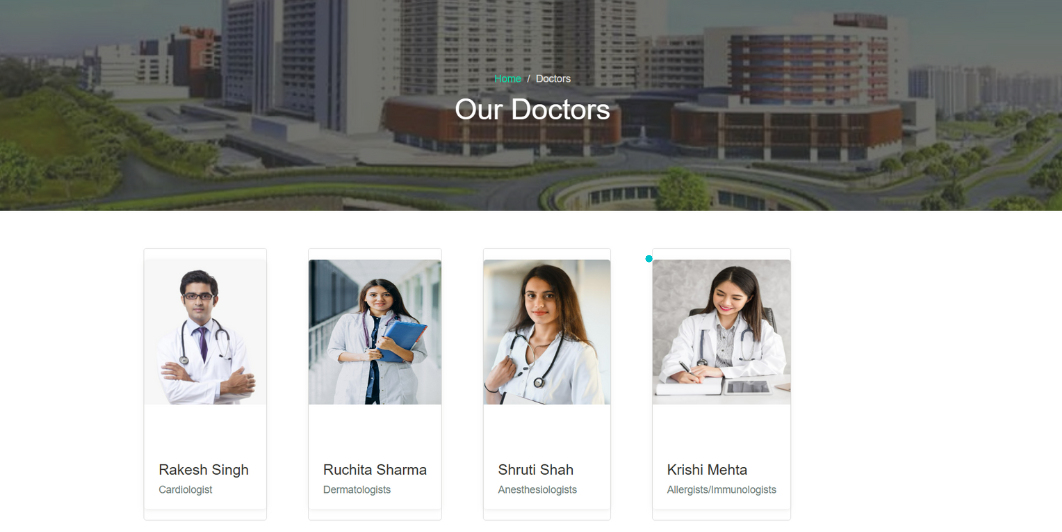 Home / Doctors
Our Doctors
Rakesh Singh
Cardiologist
Ruchita Sharma
Dermatologists
Shruti Shah
Anesthesiologists
Krishi Mehta
Allergists/Immunologists